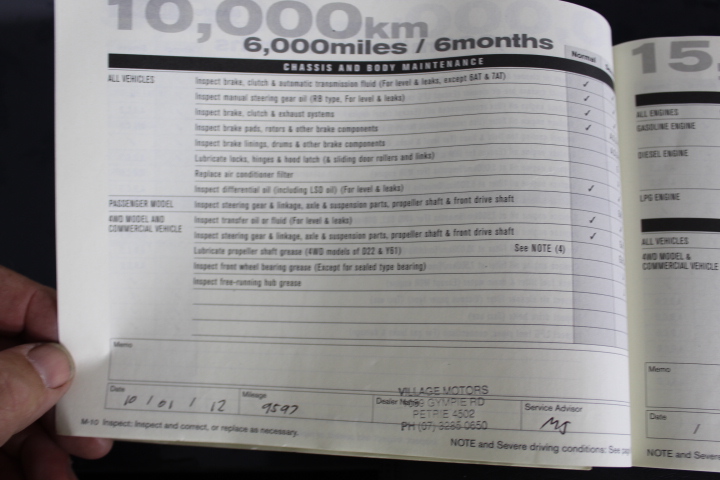 10,000km
6,000miles / 6months
CHASSIS AND BODY MAINTENANCE
Normal
ALL VEHICLES
Inspect brake, clutch & automatic transmission fluid (For level & leaks, except BAT & TAT) ✓
Inspect manual steering gear oil (RB type, For level & leaks) ✓
Inspect brake, clutch & exhaust systems ✓
Inspect brake pads, rotors & other brake components ✓
Inspect brake linings, drums & other brake components
Lubricate locks, hinges & hood latch (& sliding door rollers and links)
Replace air conditioner filter
Inspect differential oil (including LSD oil) (For level & leaks) ✓
PASSENGER MODEL Inspect steering gear & linkage, axle & suspension parts, propeller shaft & front drive shaft
4WD MODEL AND Inspect transfer oil or fluid (For level & leaks) ✓
COMMERCIAL VEHICLE Inspect steering gear & linkage, axle & suspension parts, propeller shaft & front drive shaft ✓
Lubricate propeller shaft grease (4WD models of D22 & Y61) See NOTE (4)
Inspect front wheel bearing grease (Except for sealed type bearing)
Inspect free-running hub grease
Memo
Date 10 / 01 / 12
Mileage 9597
Dealer
VILLAGE MOTORS
GYMPIE RD
PETRIE 4502
PH (07) 3285 0650
Service Advisor
MJ
M-10 Inspect: Inspect and correct, or replace as necessary.
NOTE and Severe driving conditions: See
15,
ALL ENGINES
GASOLINE ENGINE
DIESEL ENGINE
LPG ENGINE
ALL VEHICLES
4WD MODEL &
COMMERCIAL VEHICLE
Memo
Date /
NOTE and